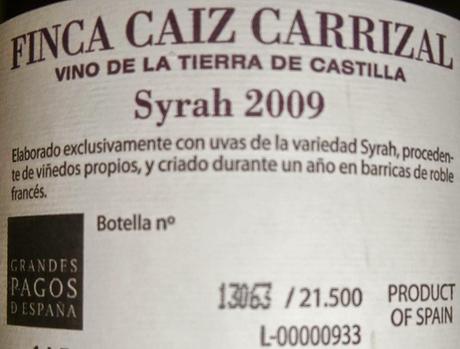 FINCA CAIZ CARRIZAL
VINO DE LA TIERRA DE CASTILLA
Syrah 2009
Elaborado exclusivamente con uvas de la variedad Syrah, proceden-
te de viñedos propios, y criado durante un año en barricas de roble
francés.
Botella nº
GRANDES
PAGOS
D ESPAÑA
13063 / 21.500
L-00000933
PRODUCT
OF SPAIN